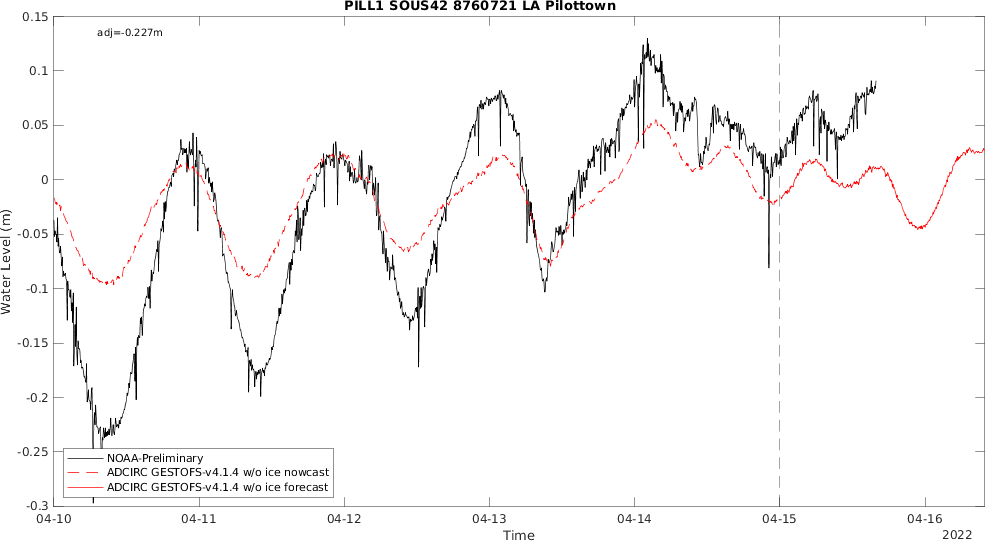 PILL1 SOUS42 8760721 LA Pilottown
adj=-0.227m
0.15
0.1
0.05
0
-0.05
-0.1
-0.15
-0.2
-0.25
-0.3
Water Level (m)
NOAA-Preliminary
ADCIRC GESTOFS-v4.1.4 w/o ice nowcast
ADCIRC GESTOFS-v4.1.4 w/o ice forecast
04-10 04-11 04-12 04-13 04-14 04-15 04-16
Time
2022